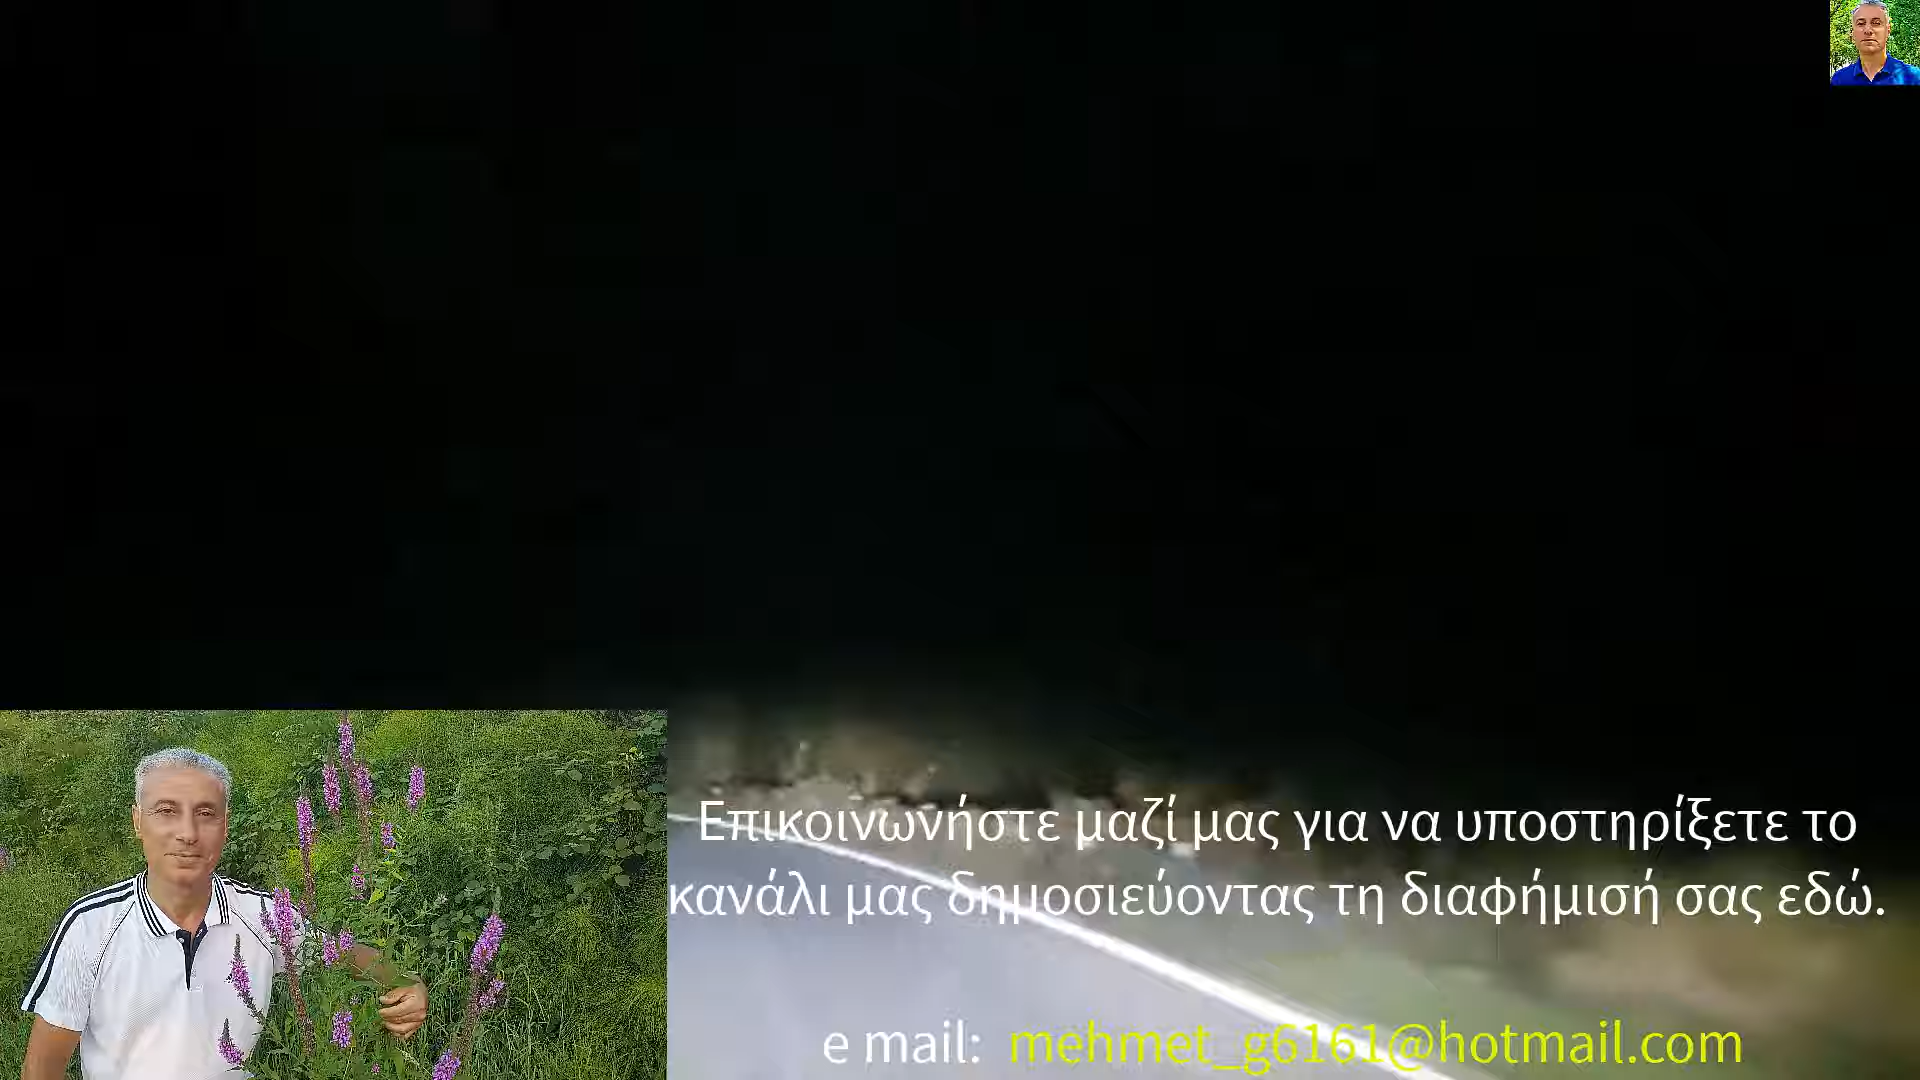 Επικοινωνήστε μαζί μας για να υποστηρίξετε το
κανάλι μας δημοσιεύοντας τη διαφήμισή σας εδώ.
e mail: mehmet_g6161@hotmail.com